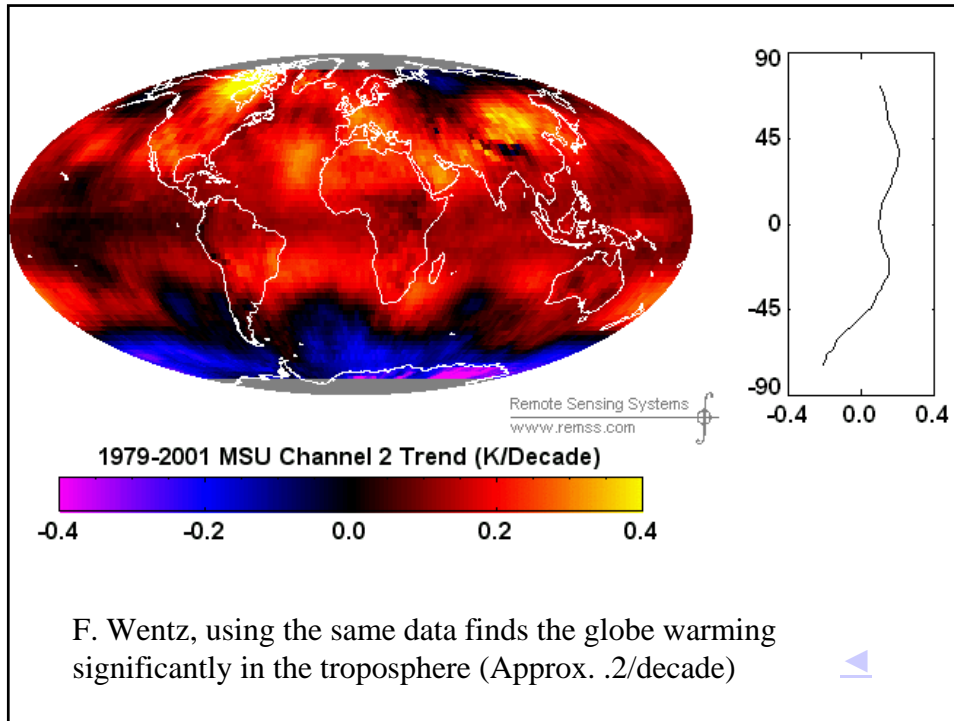 90
45
0
-45
-90
-0.4 0.0 0.4
Remote Sensing Systems
www.remss.com
1979-2001 MSU Channel 2 Trend (K/Decade)
-0.4 -0.2 0.0 0.2 0.4
F. Wentz, using the same data finds the globe warming
significantly in the troposphere (Approx. .2/decade)